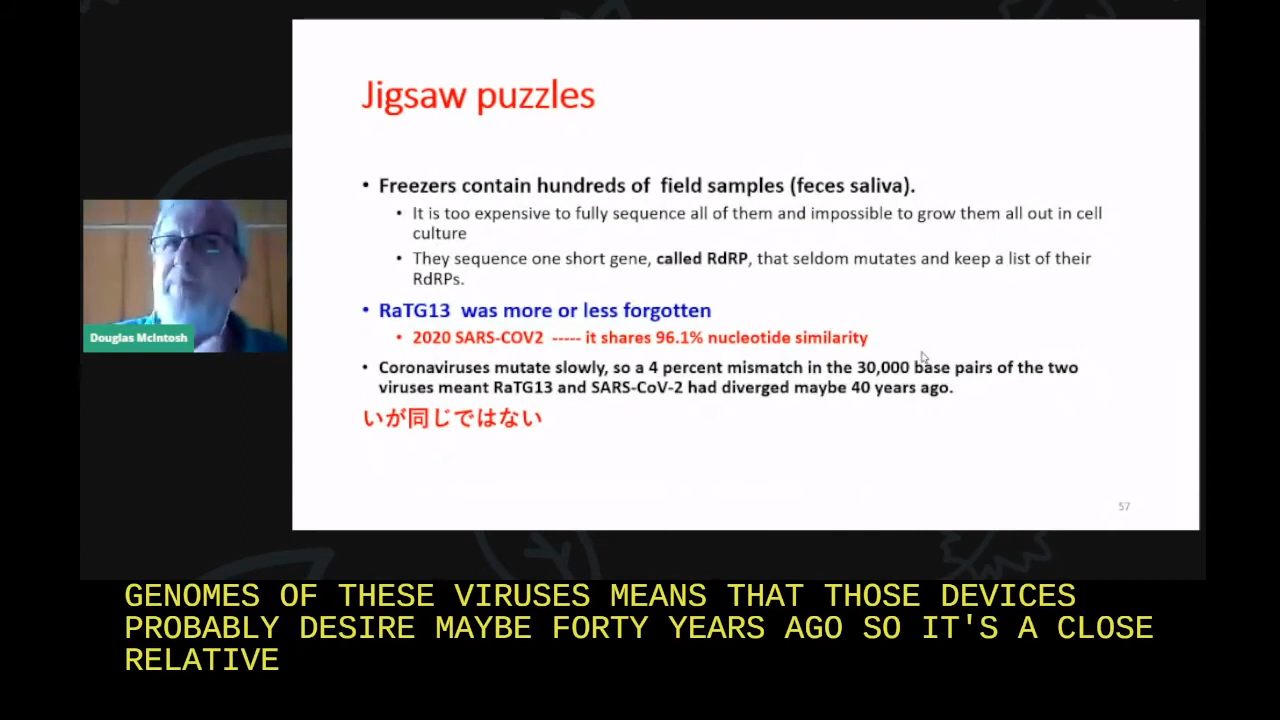 Jigsaw puzzles
• Freezers contain hundreds of field samples (feces saliva).
• It is too expensive to fully sequence all of them and impossible to grow them all out in cell
culture
• They sequence one short gene, called RdRP, that seldom mutates and keep a list of their
RdRPs.
• RaTG13 was more or less forgotten
• 2020 SARS-COV2 ----- it shares 96.1% nucleotide similarity
• Coronaviruses mutate slowly, so a 4 percent mismatch in the 30,000 base pairs of the two
viruses meant RaTG13 and SARS-CoV-2 had diverged maybe 40 years ago.
いが同じではない
57
Douglas McIntosh
GENOMES OF THESE VIRUSES MEANS THAT THOSE DEVICES
PROBABLY DESIRE MAYBE FORTY YEARS AGO SO IT'S A CLOSE
RELATIVE